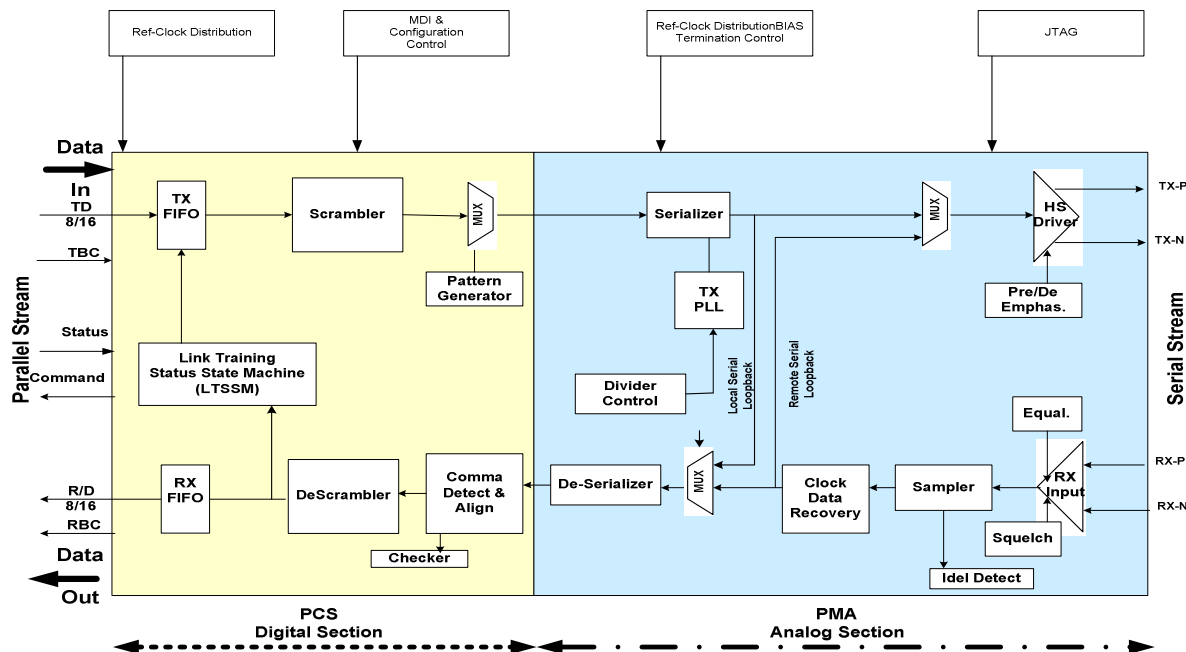 Ref-Clock Distribution
MDI &
Configuration
Control
Ref-Clock DistributionBIAS
Termination Control
JTAG
Data
In
TD
8/16
TBC
Status
Command
Parallel Stream
R/D
8/16
RBC
Data
Out
TX
FIFO
Scrambler
MUX
Pattern
Generator
Link Training
Status State Machine
(LTSSM)
RX
FIFO
DeScrambler
Comma
Detect &
Align
Checker
Serializer
TX
PLL
Divider
Control
Local Serial
Loopback
Remote Serial
Loopback
MUX
HS
Driver
Pre/De
Emphas.
TX-P
TX-N
Serial Stream
De-Serializer
MUX
Clock
Data
Recovery
Sampler
Equal.
RX
Input
Squelch
Idel Detect
RX-P
RX-N
PCS
Digital Section
PMA
Analog Section